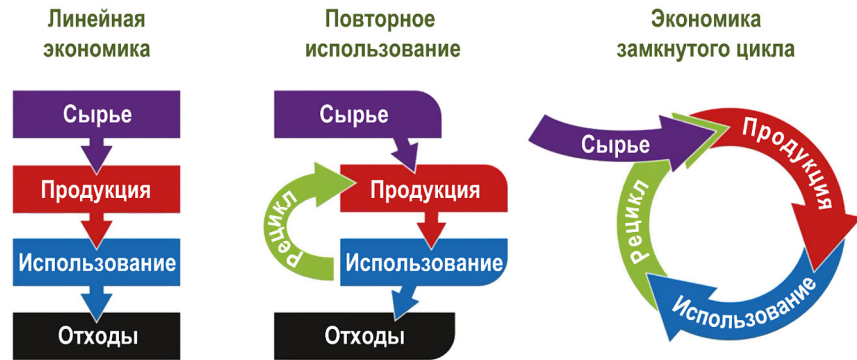 Линейная
экономика
Сырье
Продукция
Использование
Отходы
Повторное
использование
Сырье
Продукция
Рецикл
Использование
Отходы
Экономика
замкнутого цикла
Сырье
Продукция
Использование
Рецикл